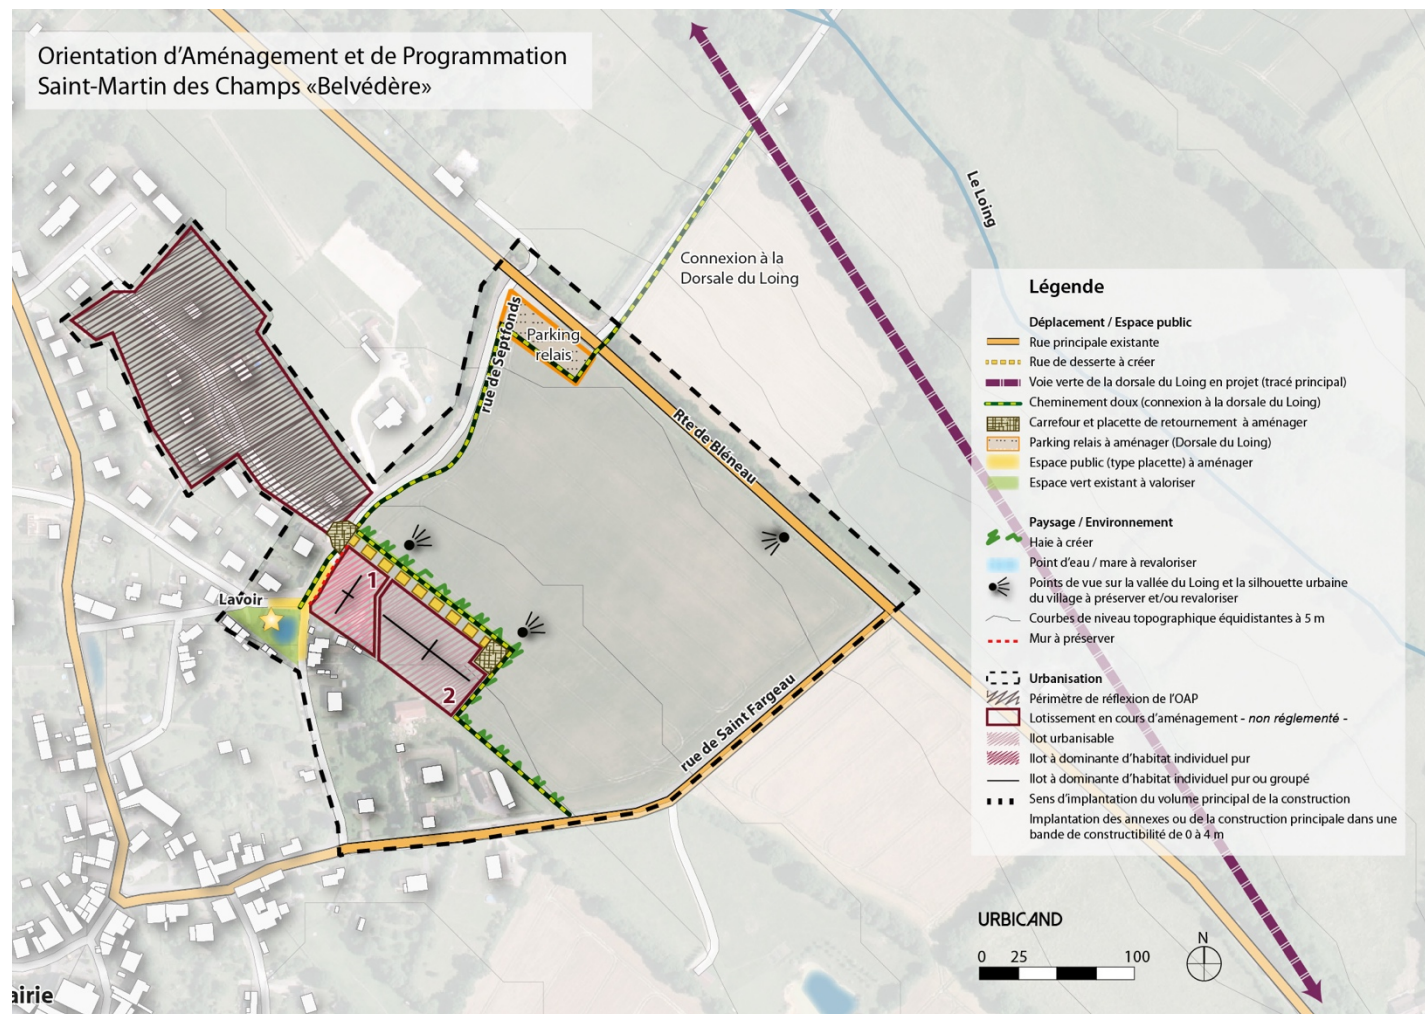 Orientation d'Aménagement et de Programmation
Saint-Martin des Champs «Belvédère»
Le Loing
Connexion à la
Dorsale du Loing
rue de Septfonds
Parking
relais
Rte de Bléneau
1
Lavoir
2
rue de Saint Fargeau
airie
Légende
Déplacement / Espace public
Rue principale existante
Rue de desserte à créer
Voie verte de la dorsale du Loing en projet (tracé principal)
Cheminement doux (connexion à la dorsale du Loing)
Carrefour et placette de retournement à aménager
Parking relais à aménager (Dorsale du Loing)
Espace public (type placette) à aménager
Espace vert existant à valoriser
Paysage / Environnement
Haie à créer
Point d'eau / mare à revaloriser
Points de vue sur la vallée du Loing et la silhouette urbaine
du village à préserver et/ou revaloriser
Courbes de niveau topographique équidistantes à 5 m
Mur à préserver
Urbanisation
Périmètre de réflexion de l'OAP
Lotissement en cours d'aménagement - non réglementé -
Ilot urbanisable
Ilot à dominante d'habitat individuel pur
Ilot à dominante d'habitat individuel pur ou groupé
Sens d'implantation du volume principal de la construction
Implantation des annexes ou de la construction principale dans une
bande de constructibilité de 0 à 4 m
URBICAND
0 25 100
N